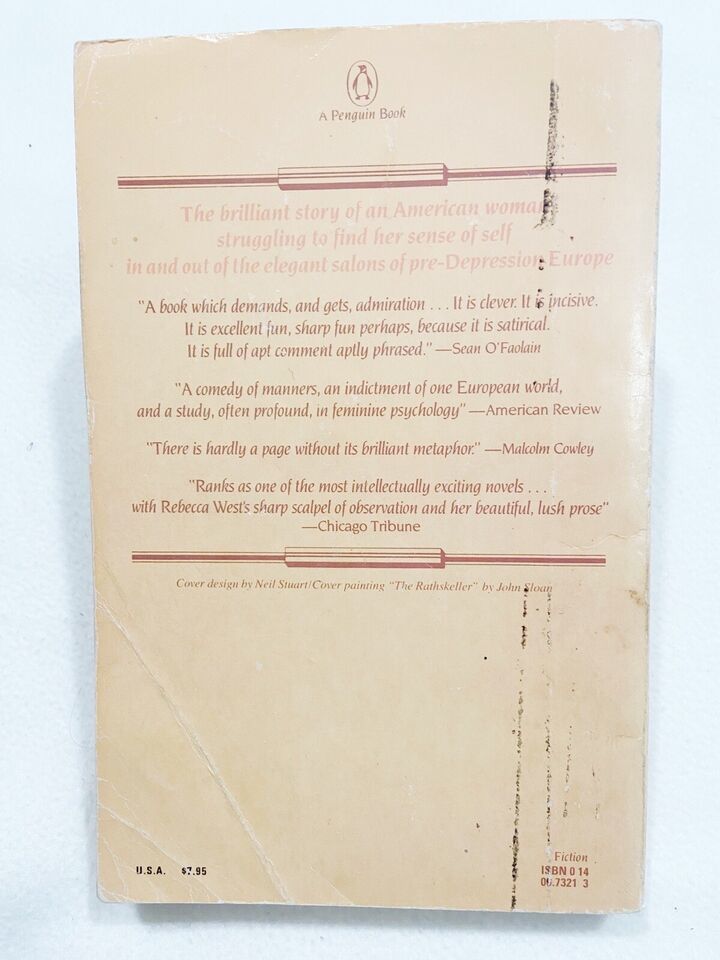 A Penguin Book
The brilliant story of an American woman
struggling to find her sense of self
in and out of the elegant salons of pre-Depression Europe
"A book which demands, and gets, admiration . . . It is clever. It is incisive.
It is excellent fun, sharp fun perhaps, because it is satirical.
It is full of apt comment aptly phrased." —Sean O'Faolain
"A comedy of manners, an indictment of one European world,
and a study, often profound, in feminine psychology" —American Review
"There is hardly a page without its brilliant metaphor." —Malcolm Cowley
"Ranks as one of the most intellectually exciting novels . . .
with Rebecca West's sharp scalpel of observation and her beautiful, lush prose"
—Chicago Tribune
Cover design by Neil Stuart/Cover painting "The Rathskeller" by John Sloan
Fiction
U.S.A. $7.95 ISBN 0 14
00.7321 3